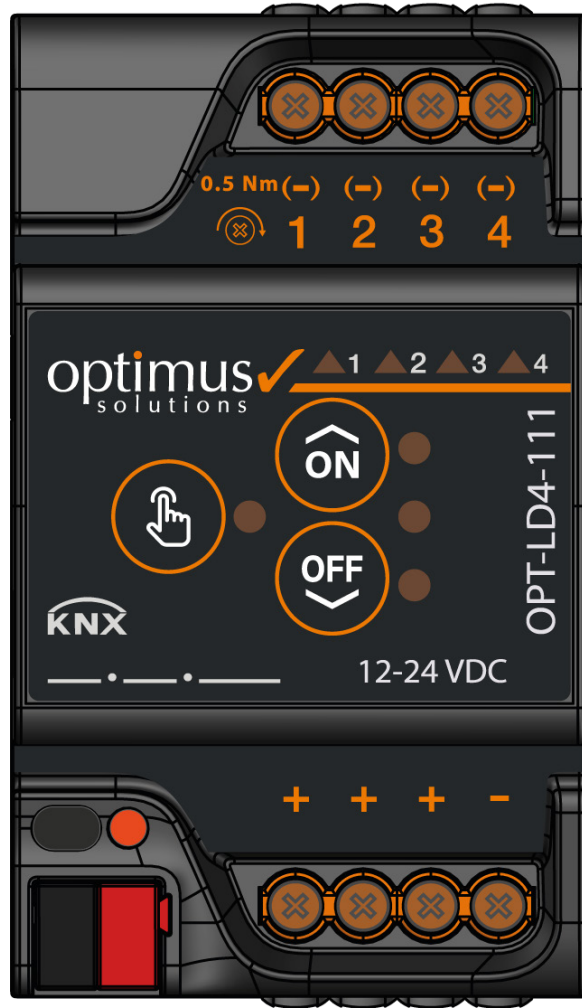 0.5 Nm (-) (-) (-) (-)
1 2 3 4
optimus
solutions
1 2 3 4
ON
OFF
OPT-LD4-111
KNX
12-24 VDC
+ + + -